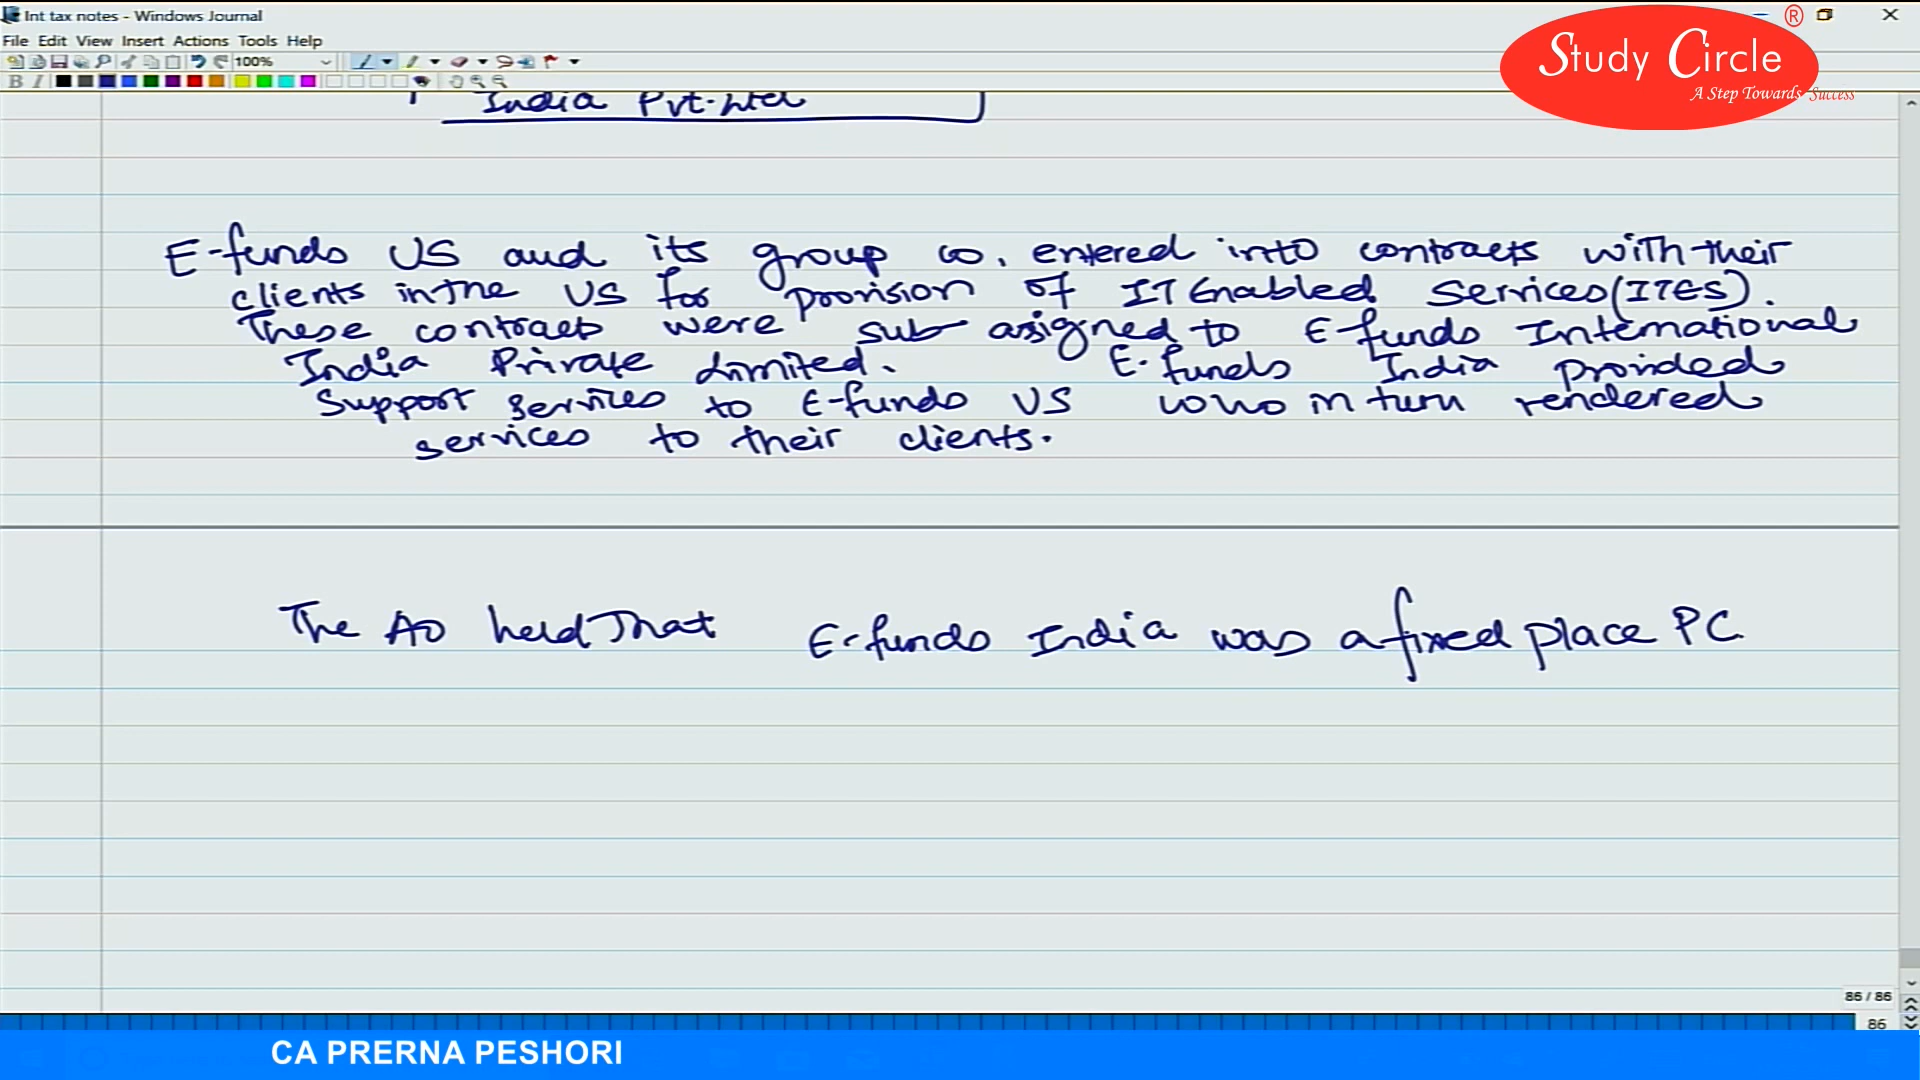 Int tax notes - Windows Journal
File Edit View Insert Actions Tools Help
100%
B I
®
Study Circle
A Step Towards Success
India Pvt. Ltd
E-funds US and its group co. entered into contracts with their
clients in the US for provision of IT Enabled Services (ITES).
These contracts were sub assigned to E-funds International
India Private Limited. E-funds India provided
Support services to E-funds US who in turn rendered
services to their clients.
The AO held that E-funds India was a fixed place PC
86 / 86
86
CA PRERNA PESHORI